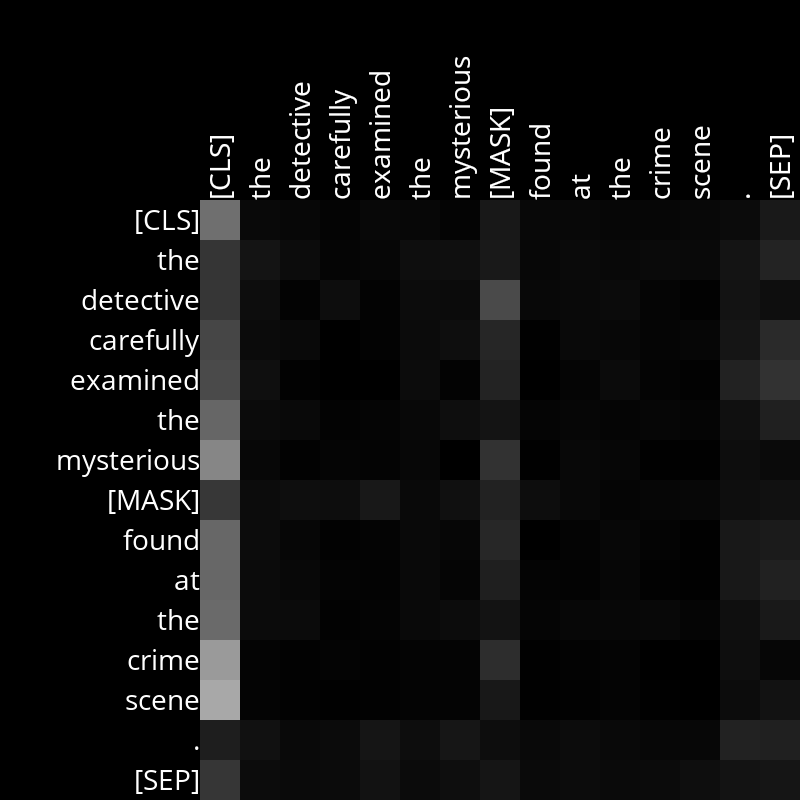 [CLS] the detective carefully examined the mysterious [MASK] found at the crime scene . [SEP]
[CLS]
the
detective
carefully
examined
the
mysterious
[MASK]
found
at
the
crime
scene
.
[SEP]